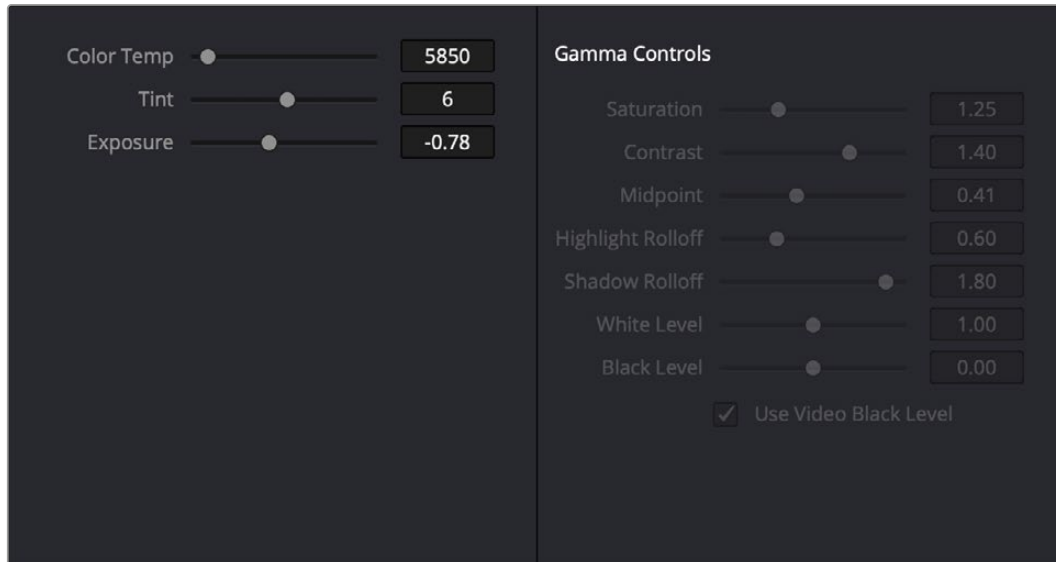 Color Temp 5850
Tint 6
Exposure -0.78
Gamma Controls
Saturation 1.25
Contrast 1.40
Midpoint 0.41
Highlight Rolloff 0.60
Shadow Rolloff 1.80
White Level 1.00
Black Level 0.00
Use Video Black Level